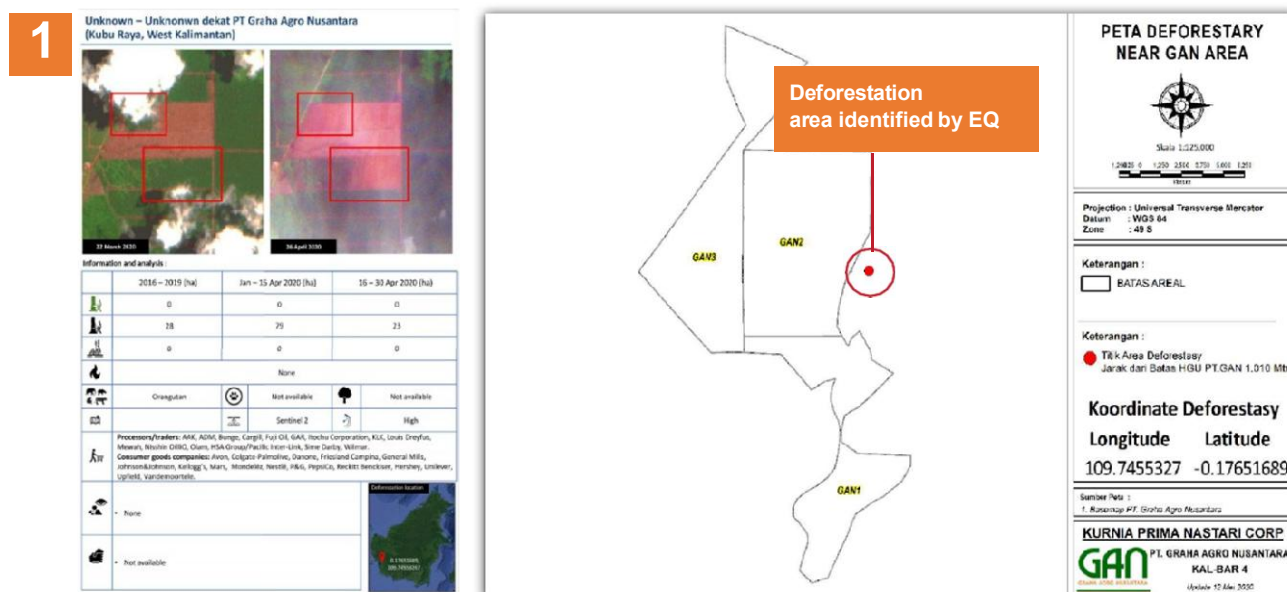 1
Unknown – Unknonwn dekat PT Graha Agro Nusantara
(Kubu Raya, West Kalimantan)
22 March 2020
26 April 2020
Information and analysis :
2016 – 2019 (ha)
Jan – 15 Apr 2020 (ha)
16 – 30 Apr 2020 (ha)
0
0
0
28
79
23
0
0
0
None
Orangutan
Not available
Not available
Sentinel 2
High
Processors/traders: AAK, ADM, Bunge, Cargill, Fuji Oil, GAR, Itochu Corporation, KLK, Louis Dreyfus,
Mewah, Nisshin Oillio, Olam, HSA Group/Pacific Inter-Link, Sime Darby, Wilmar.
Consumer goods companies: Avon, Colgate-Palmolive, Danone, Friesland Campina, General Mills,
Johnson&Johnson, Kellogg's, Mars, Mondelēz, Nestlé, P&G, PepsiCo, Reckitt Benckiser, Hershey, Unilever,
Upfield, Vandemoortele.
- None
- Not available
Deforestation location
Deforestation
area identified by EQ
GAN3
GAN2
GAN1
PETA DEFORESTARY
NEAR GAN AREA
Skala 1:125.000
Projection : Universal Transverse Mercator
Datum : WGS 84
Zone : 49 S
Keterangan :
BATAS AREAL
Keterangan :
Titik Area Deforestasy
Jarak dari Batas HGU PT.GAN 1.010 Mtr
Koordinate Deforestasy
Longitude Latitude
109.7455327 -0.17651689
Sumber Peta :
1. Basemap PT. Graha Agro Nusantara
KURNIA PRIMA NASTARI CORP
GAN
GRAHA AGRO NUSANTARA
PT. GRAHA AGRO NUSANTARA
KAL-BAR 4